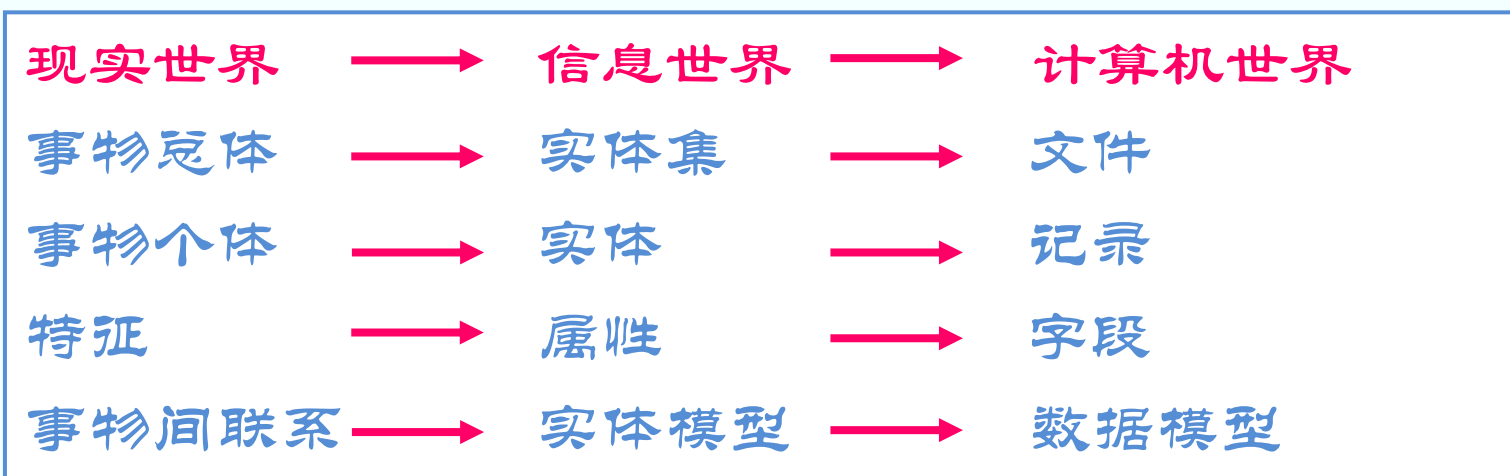 现实世界 信息世界 计算机世界
事物总体 实体集 文件
事物个体 实体 记录
特征 属性 字段
事物间联系 实体模型 数据模型